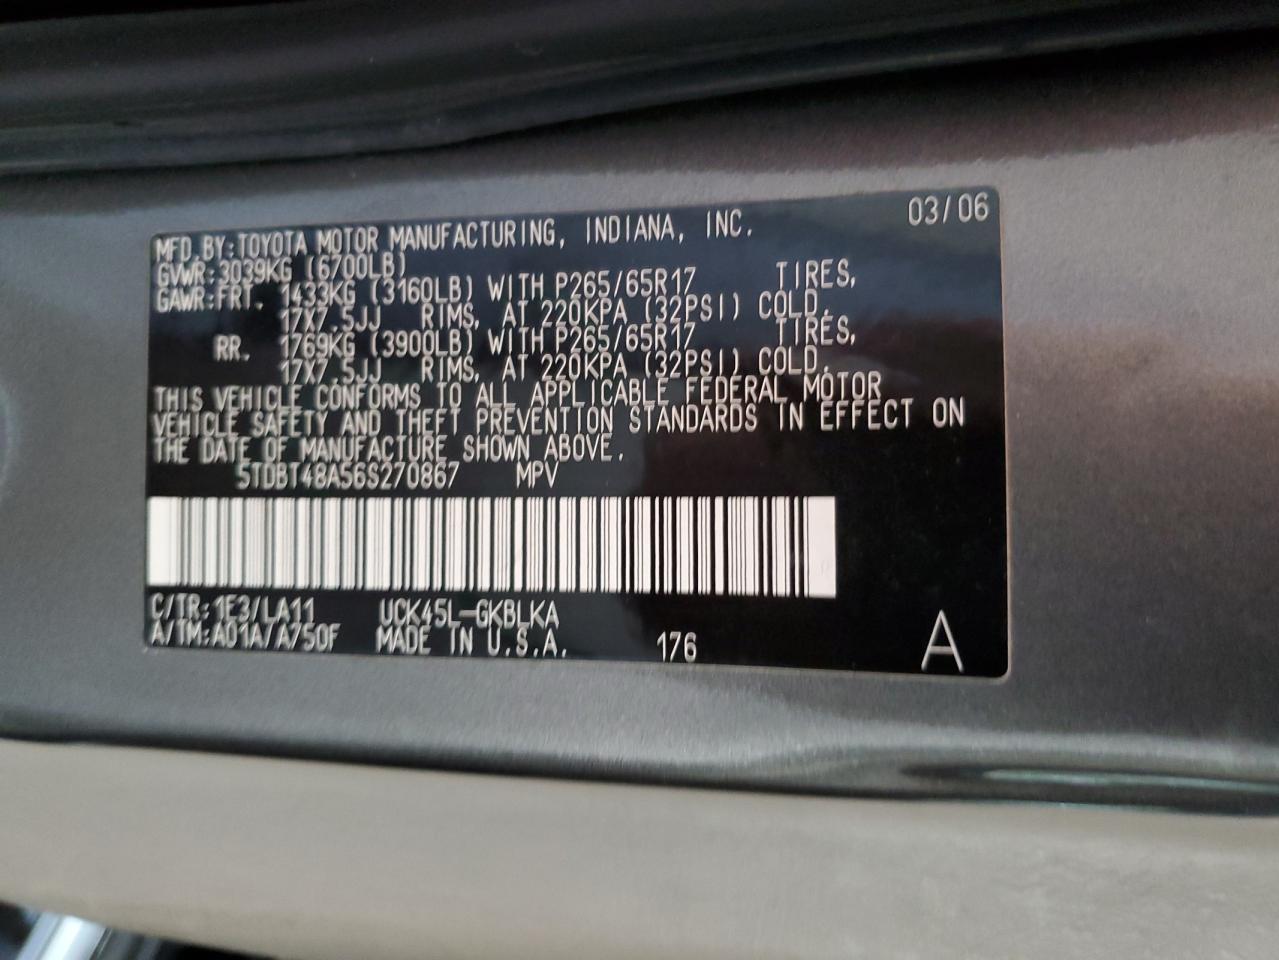 03/06
MFD.BY:TOYOTA MOTOR MANUFACTURING, INDIANA, INC.
GVWR:3039KG (6700LB)
GAWR:FRT. 1433KG (3160LB) WITH P265/65R17 TIRES,
17X7.5JJ RIMS, AT 220KPA (32PSI) COLD.
RR. 1769KG (3900LB) WITH P265/65R17 TIRES,
17X7.5JJ RIMS, AT 220KPA (32PSI) COLD.
THIS VEHICLE CONFORMS TO ALL APPLICABLE FEDERAL MOTOR
VEHICLE SAFETY AND THEFT PREVENTION STANDARDS IN EFFECT ON
THE DATE OF MANUFACTURE SHOWN ABOVE.
5TDBT48A56S270867 MPV
C/TR:1E3/LA11 UCK45L-GKBLKA
A/TM:A01A/A750F MADE IN U.S.A. 176 A